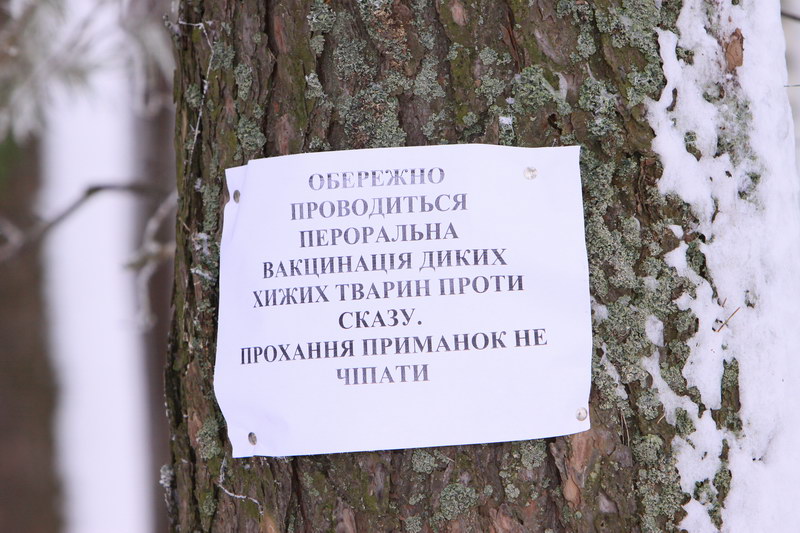 ОБЕРЕЖНО
ПРОВОДИТЬСЯ
ПЕРОРАЛЬНА
ВАКЦИНАЦІЯ ДИКИХ
ХИЖИХ ТВАРИН ПРОТИ
СКАЗУ.
ПРОХАННЯ ПРИМАНОК НЕ
ЧІПАТИ